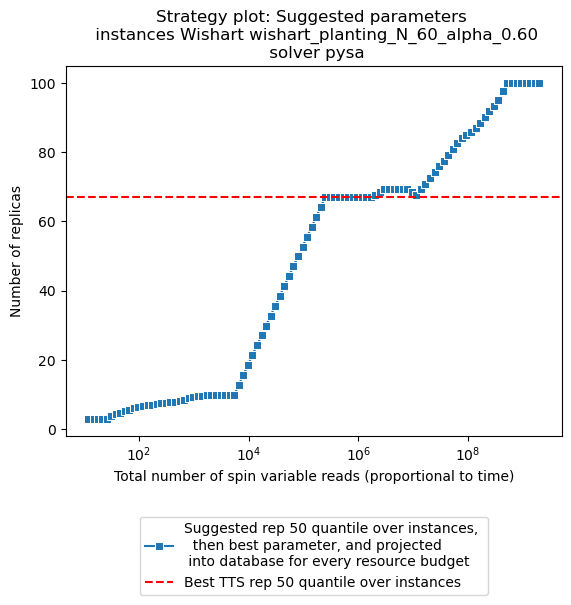 Strategy plot: Suggested parameters
instances Wishart wishart_planting_N_60_alpha_0.60
solver pysa
100
80
60
40
20
0
Number of replicas
10^2
10^4
10^6
10^8
Total number of spin variable reads (proportional to time)
Suggested rep 50 quantile over instances,
then best parameter, and projected
into database for every resource budget
Best TTS rep 50 quantile over instances